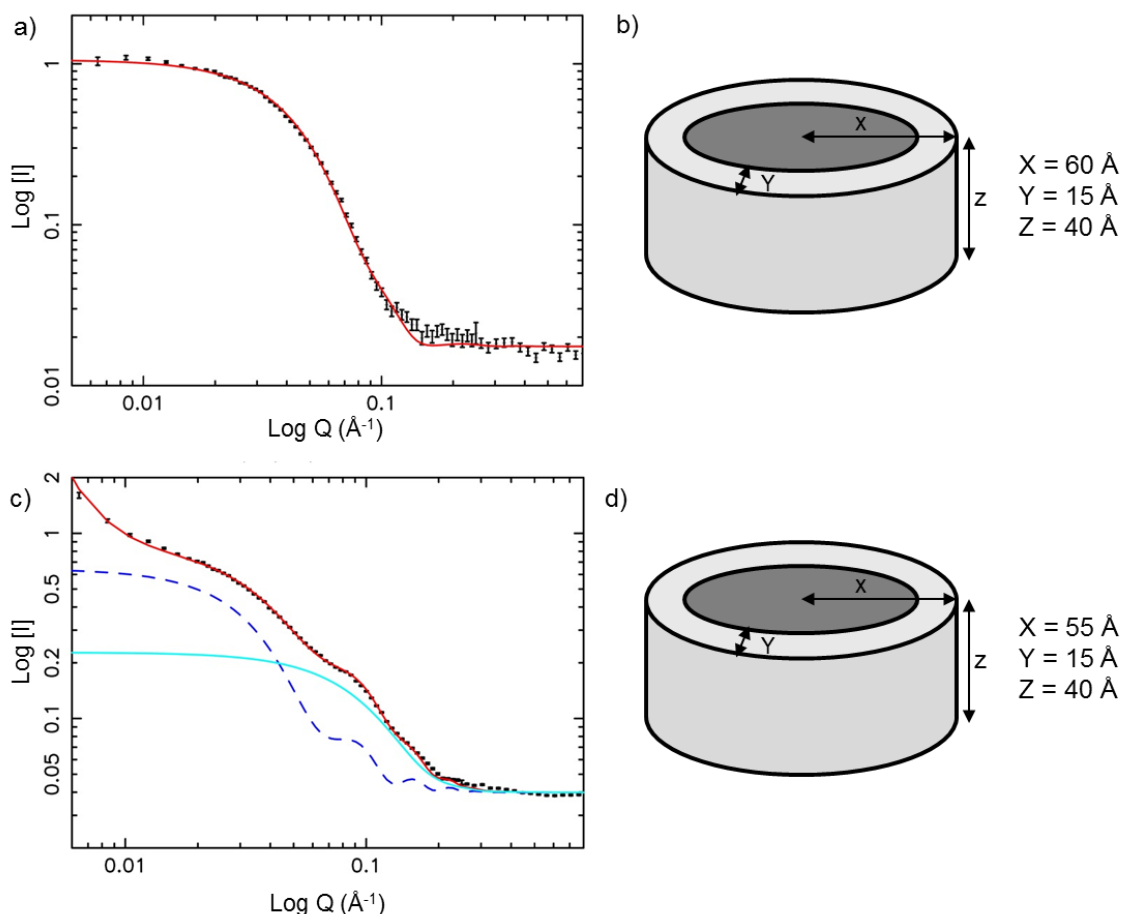 a)
1
0.1
0.01
Log [I]
0.01
0.1
Log Q (Å-1)
b)
X
Y
Z
X = 60 Å
Y = 15 Å
Z = 40 Å
c)
2
1
0.5
0.2
0.1
0.05
Log [I]
0.01
0.1
Log Q (Å-1)
d)
X
Y
Z
X = 55 Å
Y = 15 Å
Z = 40 Å